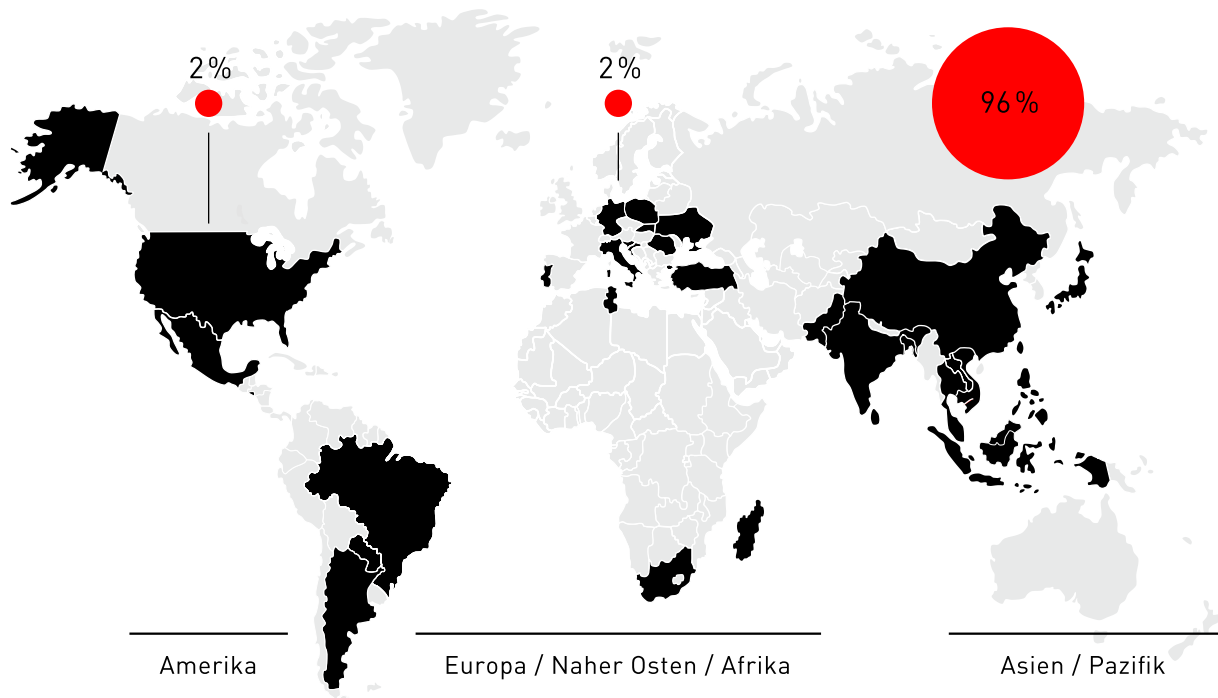 2 %
2 %
96 %
Amerika
Europa / Naher Osten / Afrika
Asien / Pazifik